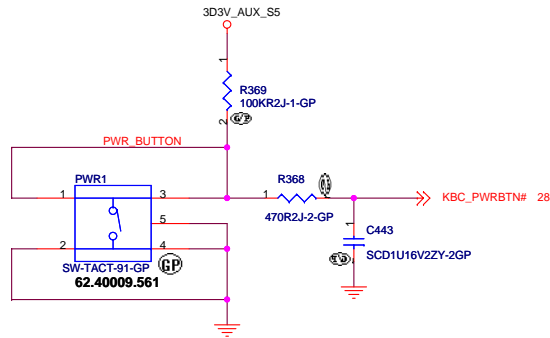 3D3V_AUX_S5
1
R369
100KR2J-1-GP
2
PWR_BUTTON
PWR1
R368
1
3
1
2
KBC_PWRBTN# 28
5
470R2J-2-GP
1
C443
2
4
SCD1U16V2ZY-2GP
SW-TACT-91-GP
GP
2
62.40009.561